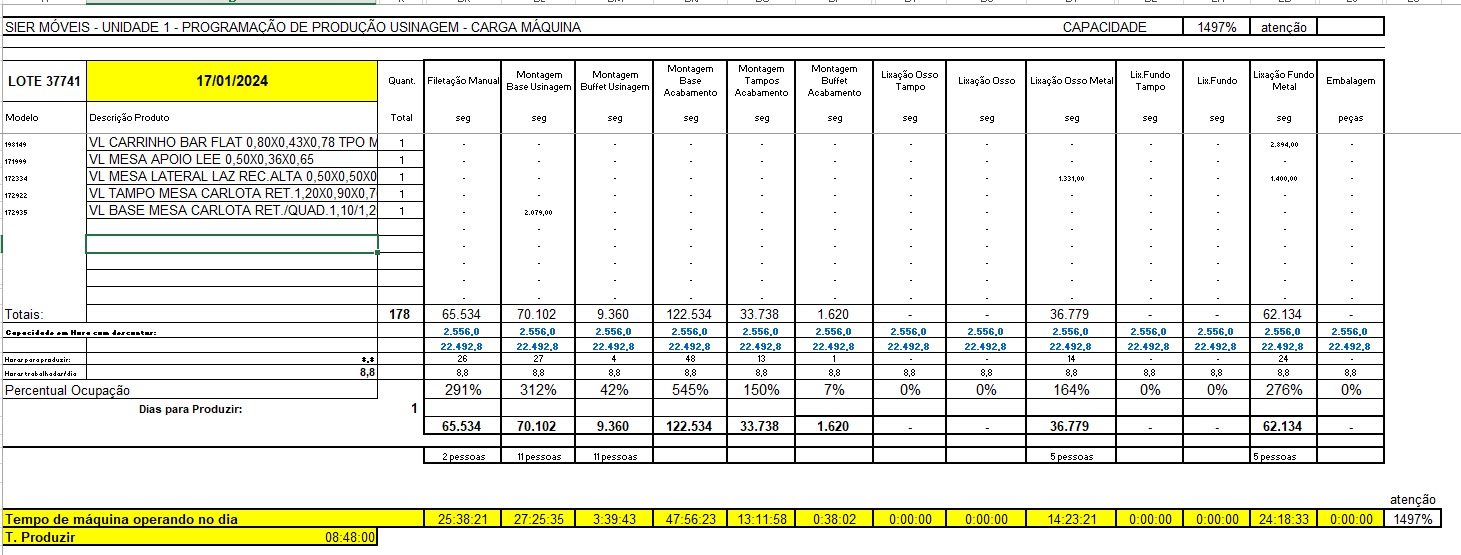 SIER MÓVEIS - UNIDADE 1 - PROGRAMAÇÃO DE PRODUÇÃO USINAGEM - CARGA MÁQUINA CAPACIDADE 1497% atenção
LOTE 37741 17/01/2024 Quant. Filetação Manual Montagem Base Usinagem Montagem Buffet Usinagem Montagem Base Acabamento Montagem Tampos Acabamento Montagem Buffet Acabamento Lixação Osso Tampo Lixação Osso Lixação Osso Metal Lix.Fundo Tampo Lix.Fundo Lixação Fundo Metal Embalagem
Modelo Descrição Produto Total seg seg seg seg seg seg seg seg seg seg seg seg peças
198149 VL CARRINHO BAR FLAT 0,80X0,43X0,78 TPO M 1 - - - - - - - - - - - 2.894,00 -
171999 VL MESA APOIO LEE 0,50X0,36X0,65 1 - - - - - - - - - - - - -
172334 VL MESA LATERAL LAZ REC.ALTA 0,50X0,50X0 1 - - - - - - - - 1.331,00 - - 1.400,00 -
172922 VL TAMPO MESA CARLOTA RET.1,20X0,90X0,7 1 - - - - - - - - - - - - -
172935 VL BASE MESA CARLOTA RET./QUAD.1,10/1,2 1 - 2.079,00 - - - - - - - - - - -
- - - - - - - - - - - - -
- - - - - - - - - - - - -
- - - - - - - - - - - - -
- - - - - - - - - - - - -
- - - - - - - - - - - - -
Totais: 178 65.534 70.102 9.360 122.534 33.738 1.620 - - 36.779 - - 62.134 -
Capacidade em Hora com descontos: 2.556,0 2.556,0 2.556,0 2.556,0 2.556,0 2.556,0 2.556,0 2.556,0 2.556,0 2.556,0 2.556,0 2.556,0 2.556,0
22.492,8 22.492,8 22.492,8 22.492,8 22.492,8 22.492,8 22.492,8 22.492,8 22.492,8 22.492,8 22.492,8 22.492,8 22.492,8
Horas para produzir: 8,8 26 27 4 48 13 1 - - 14 - - 24 -
Horas trabalhadas/dia 8,8 8,8 8,8 8,8 8,8 8,8 8,8 8,8 8,8 8,8 8,8 8,8 8,8 8,8
Percentual Ocupação 291% 312% 42% 545% 150% 7% 0% 0% 164% 0% 0% 276% 0%
Dias para Produzir: 1
65.534 70.102 9.360 122.534 33.738 1.620 - - 36.779 - - 62.134 -
2 pessoas 11 pessoas 11 pessoas 5 pessoas 5 pessoas
atenção
Tempo de máquina operando no dia 25:38:21 27:25:35 3:39:43 47:56:23 13:11:58 0:38:02 0:00:00 0:00:00 14:23:21 0:00:00 0:00:00 24:18:33 0:00:00 1497%
T. Produzir 08:48:00